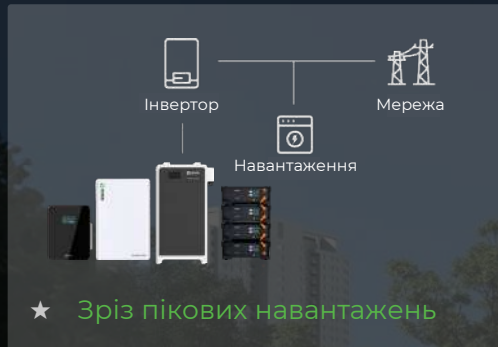 Інвертор
Мережа
Навантаження
Зріз пікових навантажень